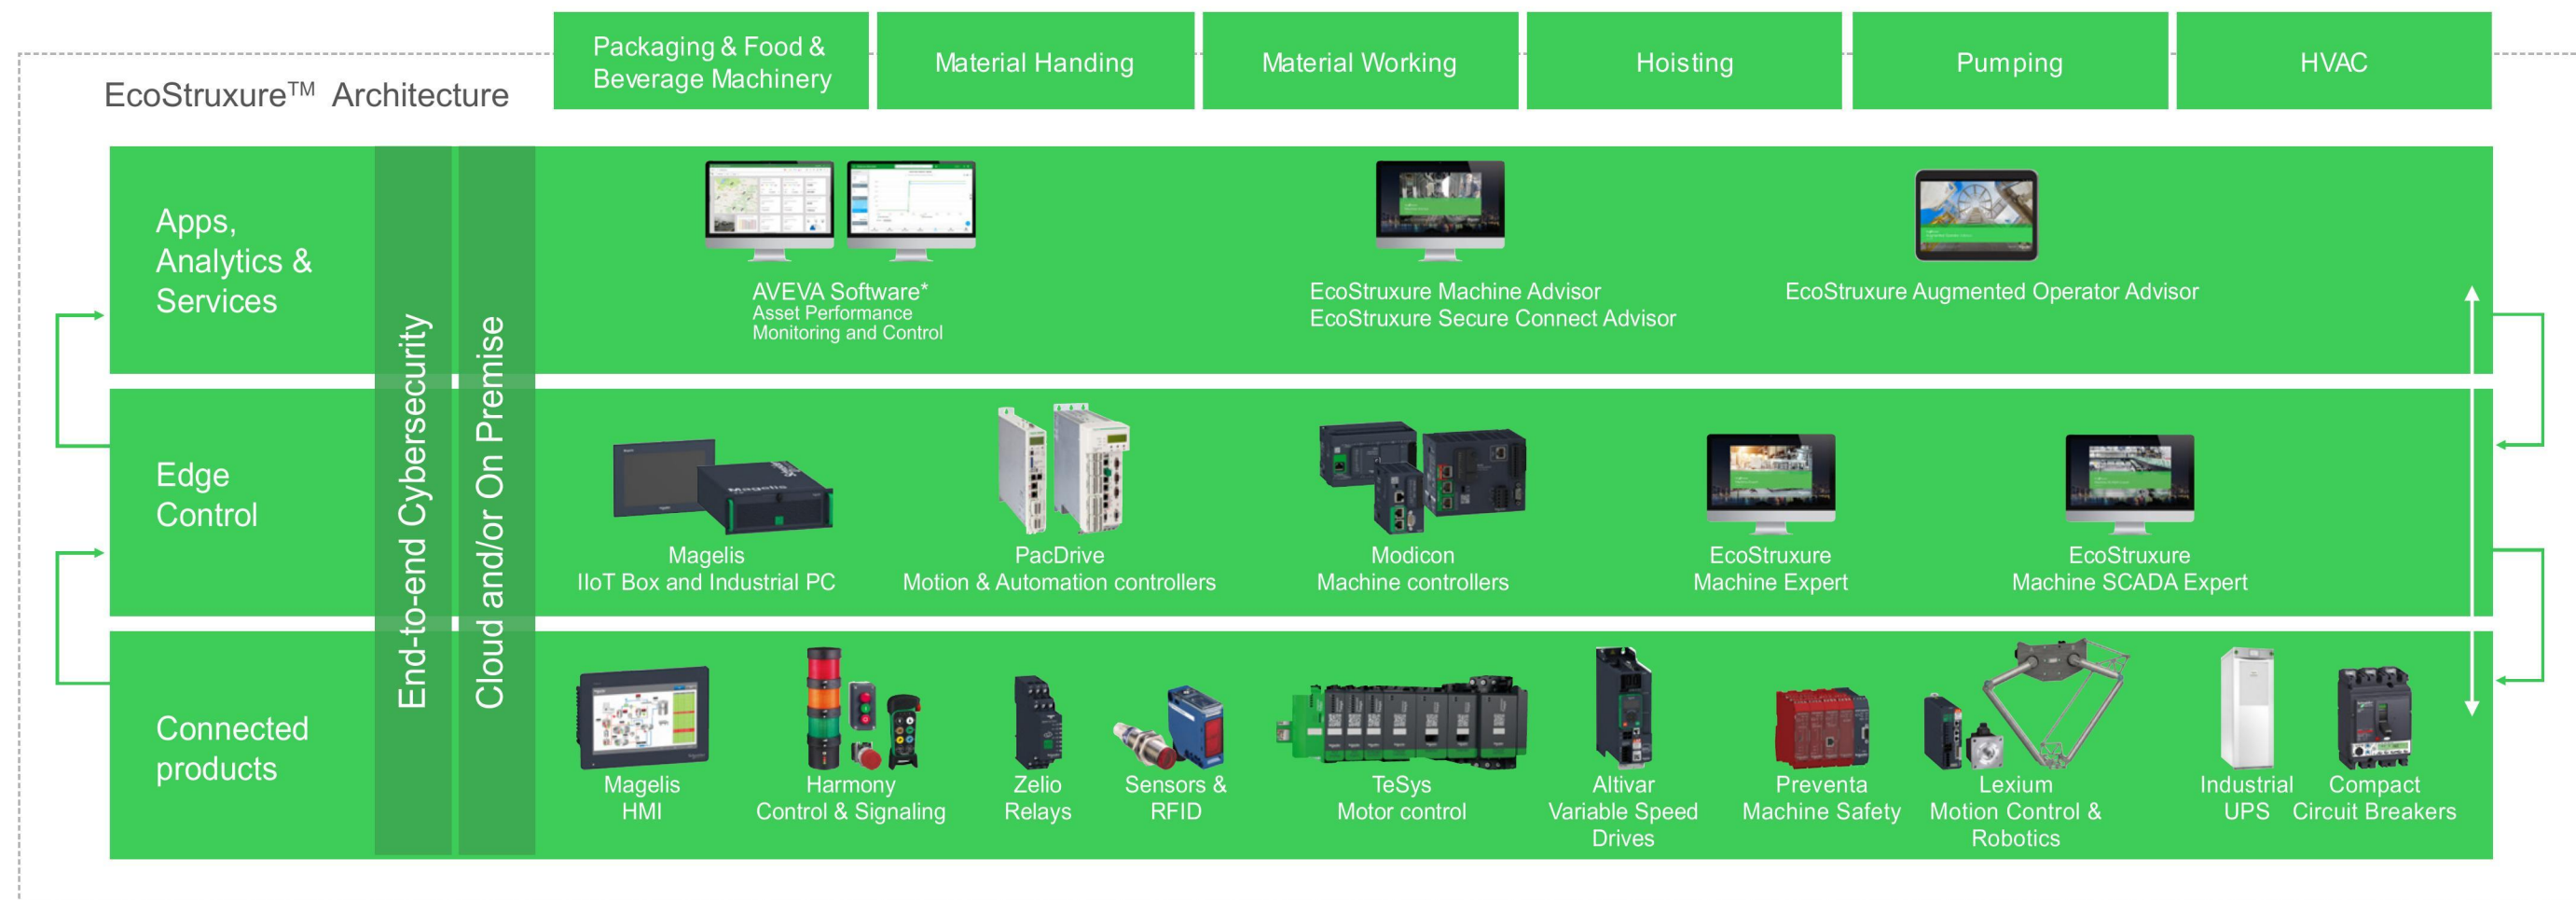 Packaging & Food &
Beverage Machinery
Material Handing
Material Working
Hoisting
Pumping
HVAC
EcoStruxure™ Architecture
Apps,
Analytics &
Services
End-to-end Cybersecurity
Cloud and/or On Premise
AVEVA Software*
Asset Performance
Monitoring and Control
EcoStruxure Machine Advisor
EcoStruxure Secure Connect Advisor
EcoStruxure Augmented Operator Advisor
Edge
Control
Magelis
Magelis
IIoT Box and Industrial PC
PacDrive
Motion & Automation controllers
Modicon
Machine controllers
EcoStruxure
Machine Expert
EcoStruxure
Machine SCADA Expert
Connected
products
Magelis
HMI
Harmony
Control & Signaling
Zelio
Relays
Sensors &
RFID
TeSys
Motor control
Altivar
Variable Speed
Drives
Preventa
Machine Safety
Lexium
Motion Control &
Robotics
Industrial
UPS
Compact
Circuit Breakers